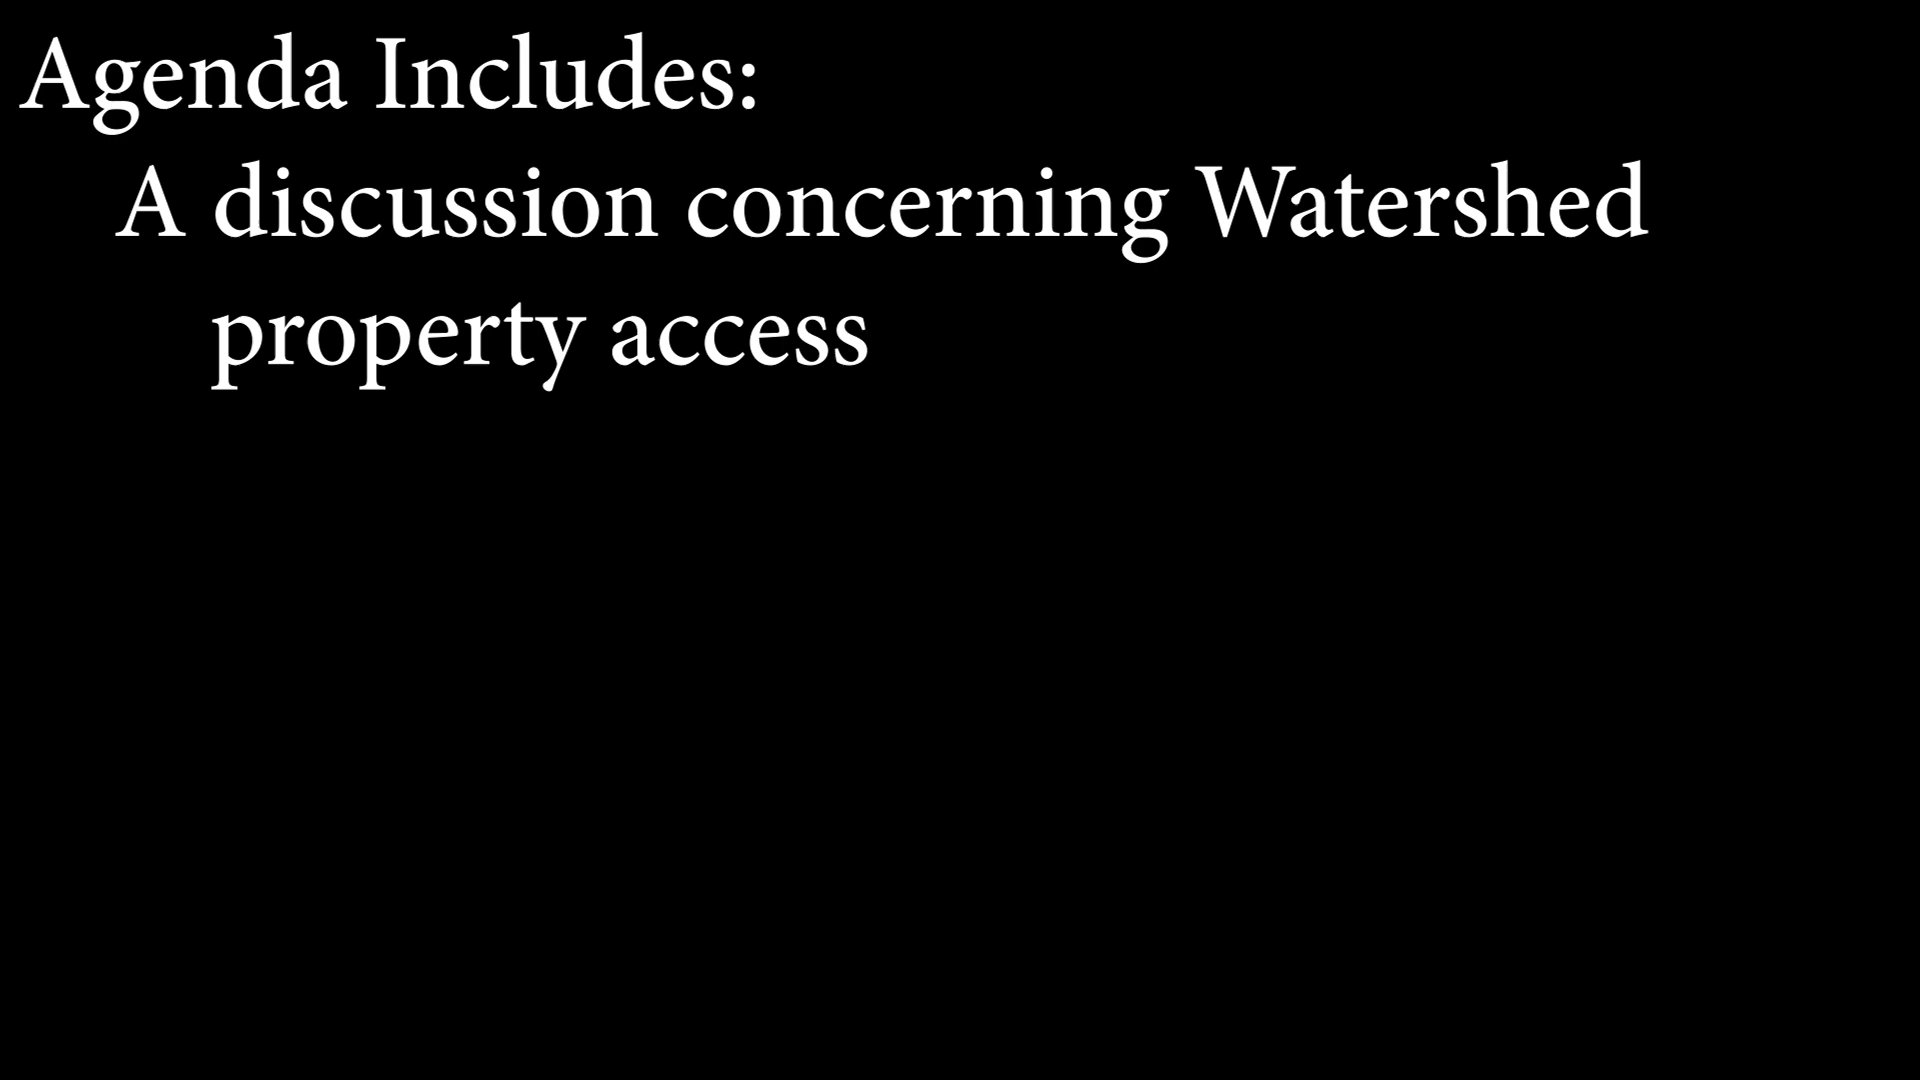 Agenda Includes:
A discussion concerning Watershed
property access